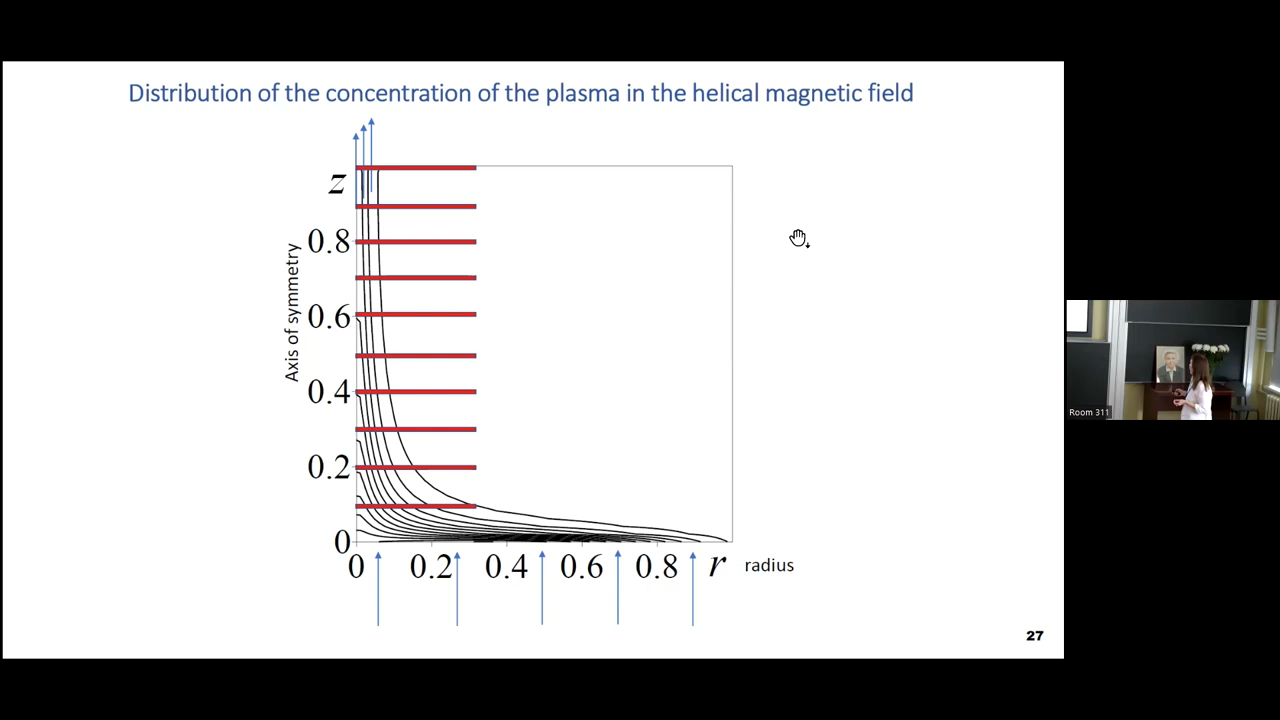 Distribution of the concentration of the plasma in the helical magnetic field
z
0.8
0.6
0.4
0.2
0
Axis of symmetry
0 0.2 0.4 0.6 0.8 r radius
27
Room 311